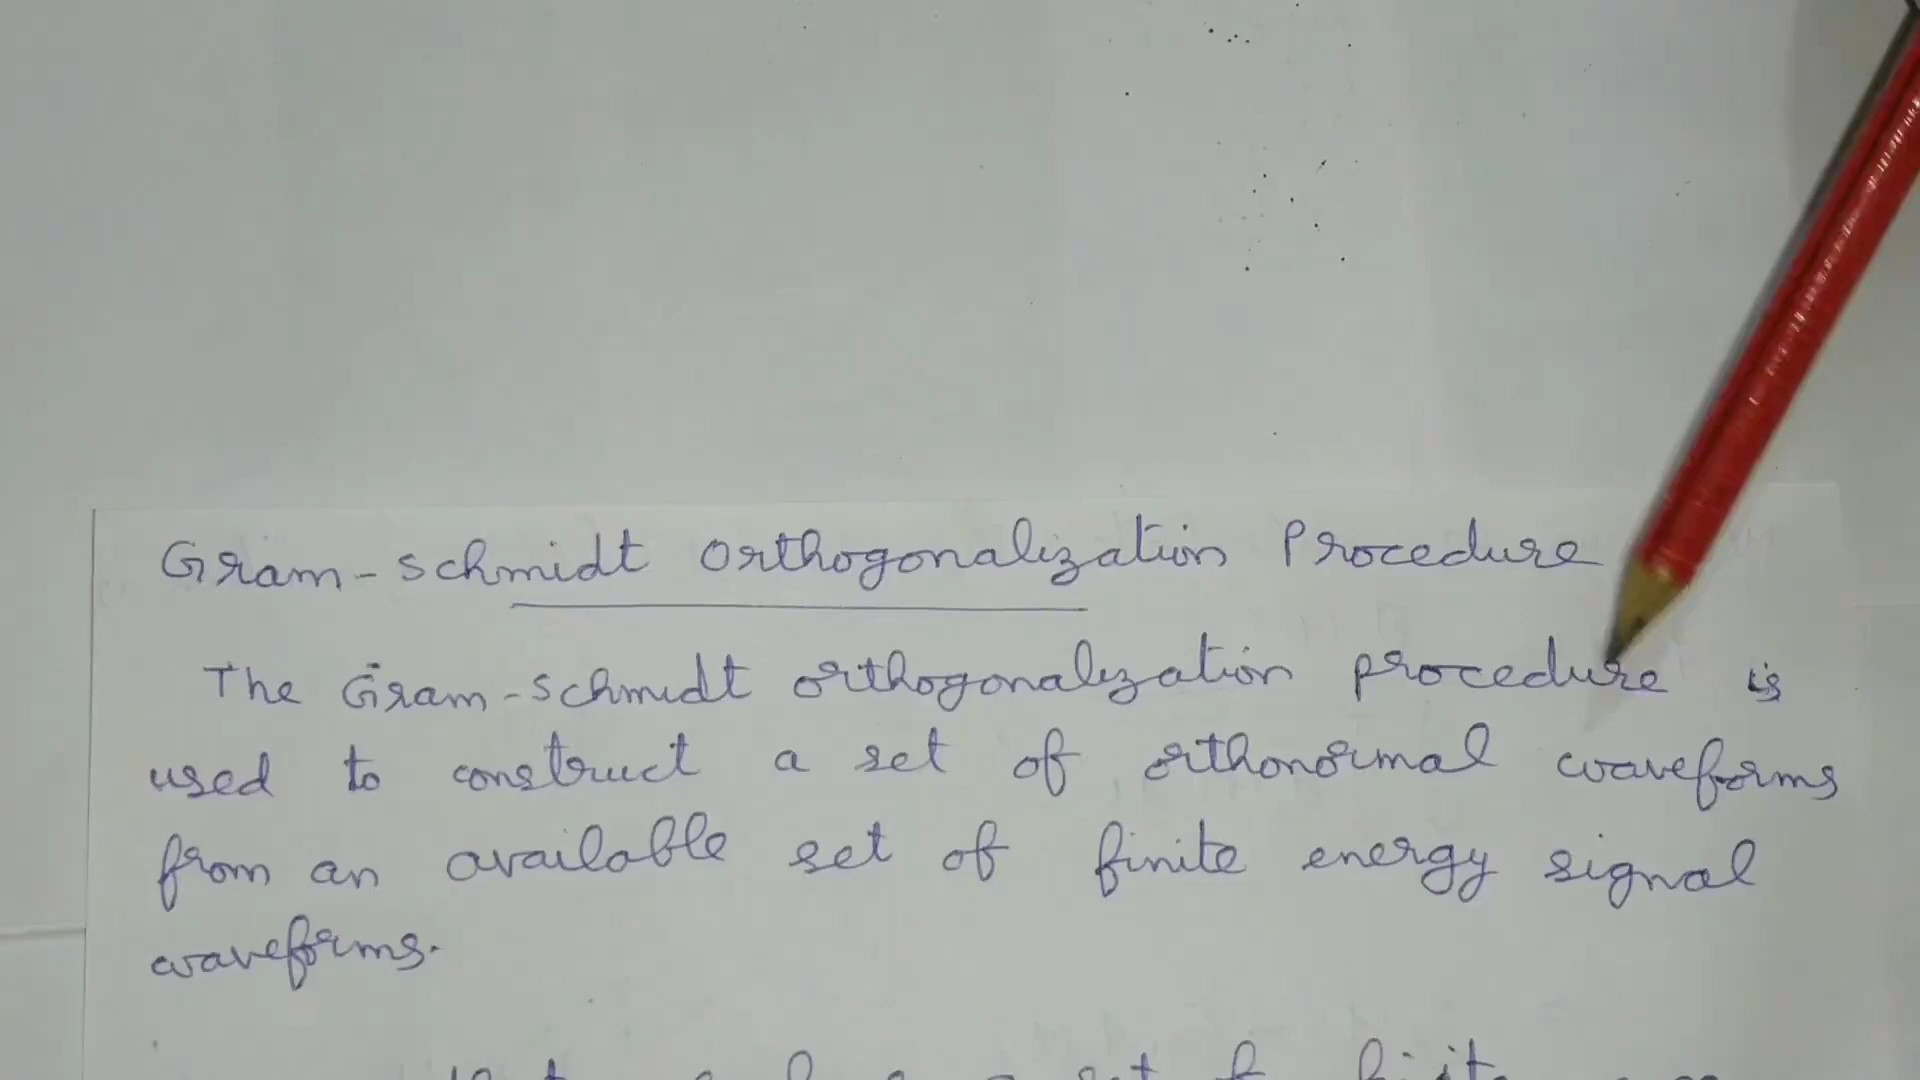 Gram-Schmidt Orthogonalization Procedure
The Gram-Schmidt orthogonalization procedure is
used to construct a set of orthonormal waveforms
from an available set of finite energy signal
waveforms.